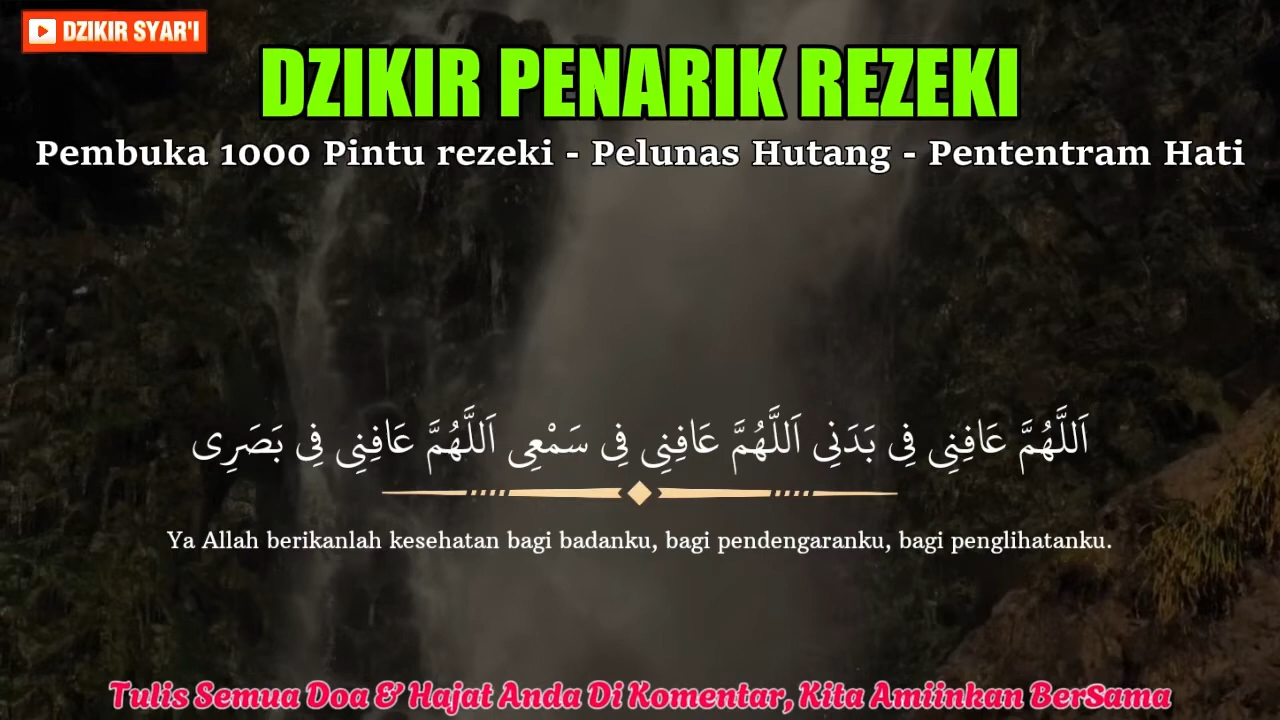 DZIKIR SYAR'I
DZIKIR PENARIK REZEKI
Pembuka 1000 Pintu rezeki - Pelunas Hutang - Pententram Hati
اَللَّهُمَّ عَافِنِى فِى بَدَنِى اَللَّهُمَّ عَافِنِى فِى سَمْعِى اَللَّهُمَّ عَافِنِى فِى بَصَرِى
Ya Allah berikanlah kesehatan bagi badanku, bagi pendengaranku, bagi penglihatanku.
Tulis Semua Doa & Hajat Anda Di Komentar, Kita Amiinkan BerSama